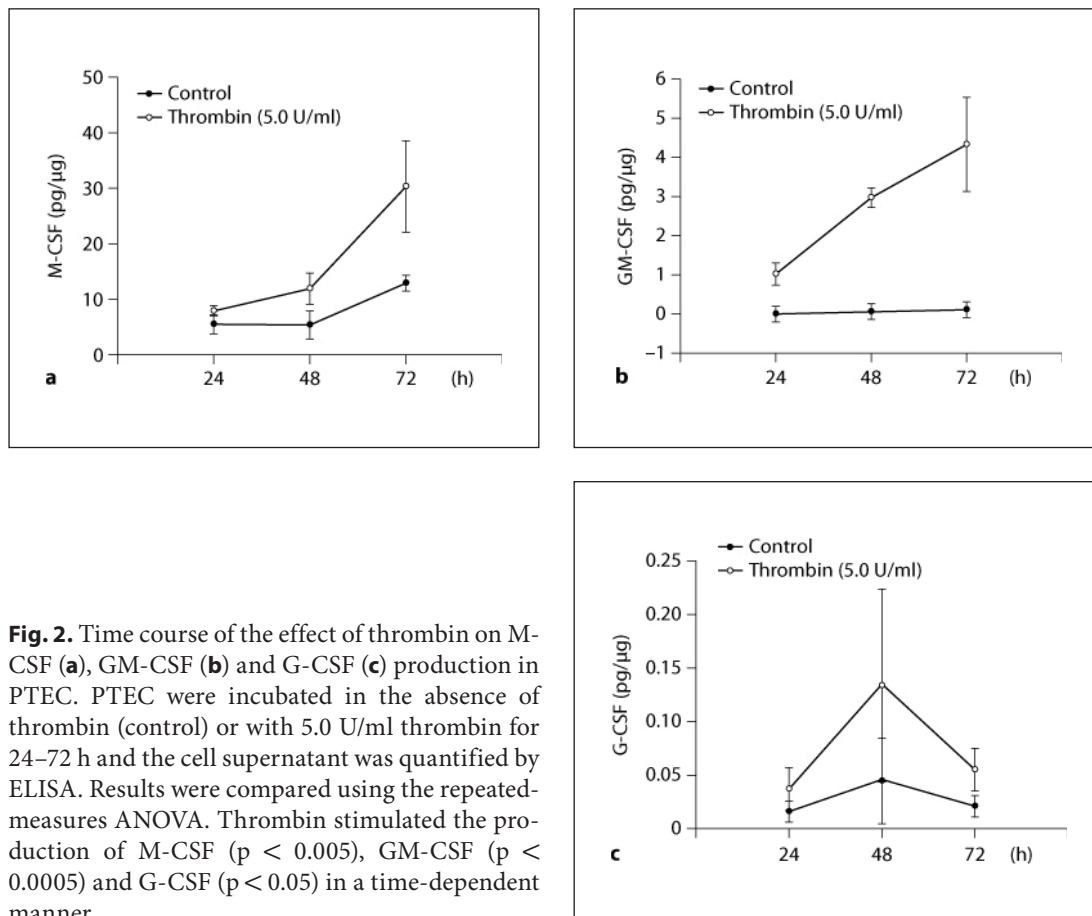 50
40
30
20
10
0
M-CSF (pg/µg)
Control
Thrombin (5.0 U/ml)
24 48 72 (h)
a
6
5
4
3
2
1
0
–1
GM-CSF (pg/µg)
Control
Thrombin (5.0 U/ml)
24 48 72 (h)
b
0.25
0.20
0.15
0.10
0.05
0
G-CSF (pg/µg)
Control
Thrombin (5.0 U/ml)
24 48 72 (h)
c
Fig. 2. Time course of the effect of thrombin on M-
CSF (a), GM-CSF (b) and G-CSF (c) production in
PTEC. PTEC were incubated in the absence of
thrombin (control) or with 5.0 U/ml thrombin for
24–72 h and the cell supernatant was quantified by
ELISA. Results were compared using the repeated-
measures ANOVA. Thrombin stimulated the pro-
duction of M-CSF (p < 0.005), GM-CSF (p <
0.0005) and G-CSF (p < 0.05) in a time-dependent
manner